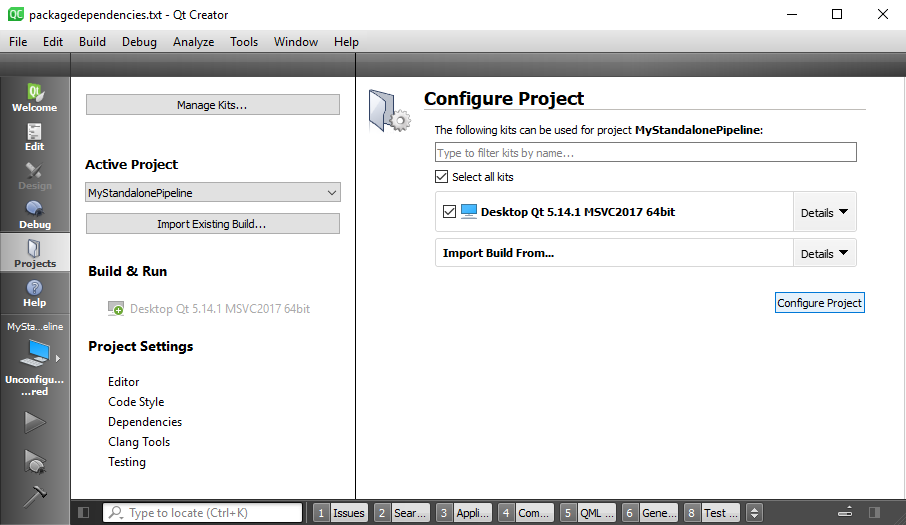 QC packagedependencies.txt - Qt Creator
File Edit Build Debug Analyze Tools Window Help
Qt
Welcome
Edit
Design
Debug
Projects
Help
MySta...eline
Unconfigu...
...red
Manage Kits...
Active Project
MyStandalonePipeline
Import Existing Build...
Build & Run
Desktop Qt 5.14.1 MSVC2017 64bit
Project Settings
Editor
Code Style
Dependencies
Clang Tools
Testing
Configure Project
The following kits can be used for project MyStandalonePipeline:
Type to filter kits by name...
Select all kits
Desktop Qt 5.14.1 MSVC2017 64bit Details
Import Build From... Details
Configure Project
Type to locate (Ctrl+K) 1 Issues 2 Sear... 3 Appli... 4 Com... 5 QML ... 6 Gene... 8 Test ...